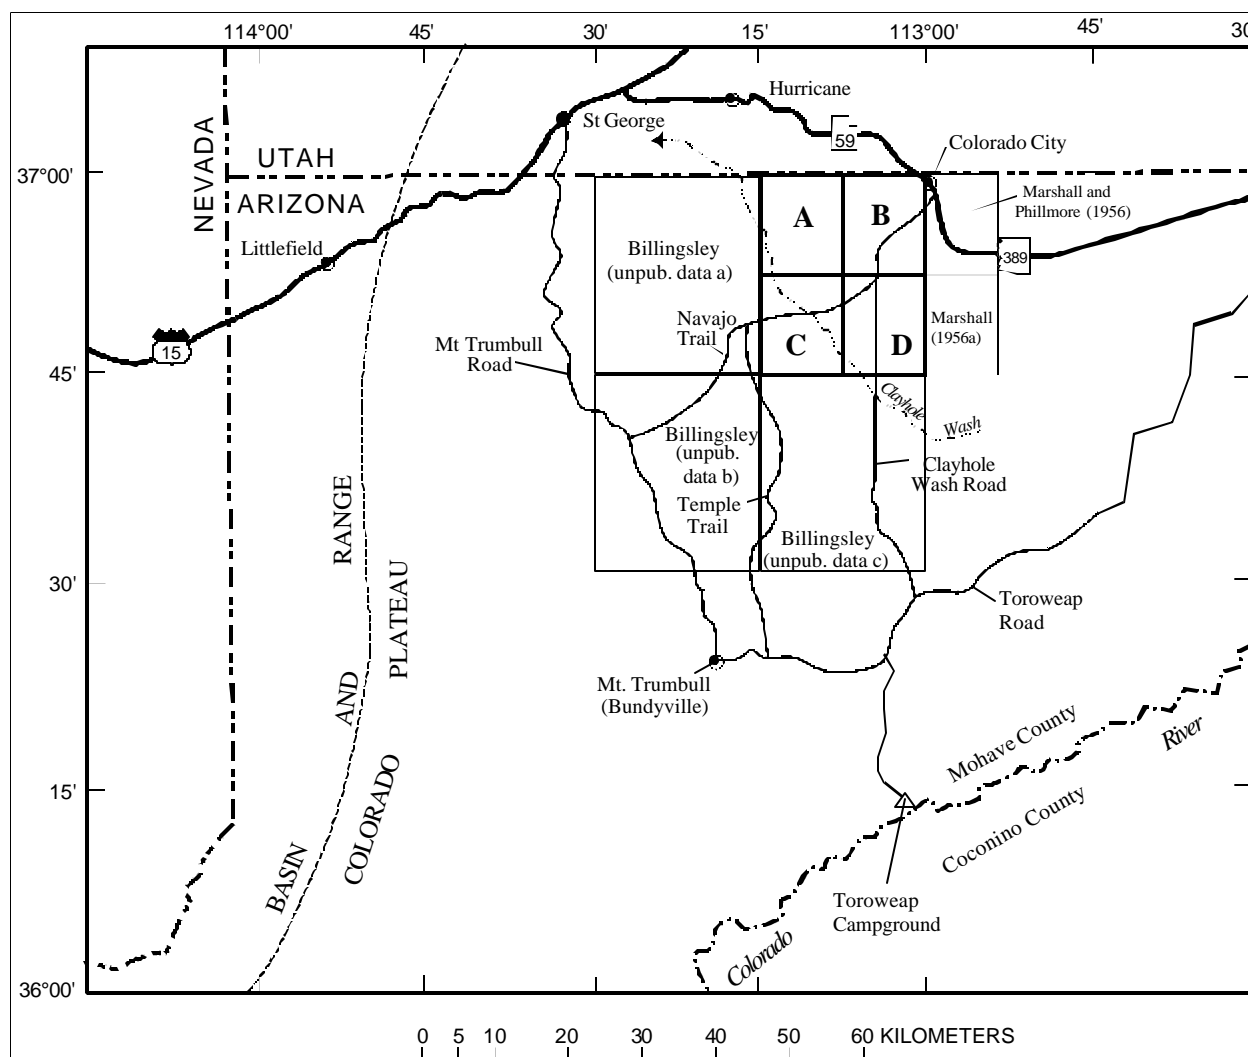 114°00'
45'
30'
15'
113°00'
45'
30
Hurricane
St George
59
Colorado City
UTAH
37°00'
NEVADA
ARIZONA
Littlefield
A
B
Marshall and
Phillmore (1956)
Billingsley
(unpub. data a)
389
15
Mt Trumbull
Road
Navajo
Trail
C
D
Marshall
(1956a)
45'
Clayhole
Wash
Billingsley
(unpub.
data b)
Clayhole
Wash Road
Temple
Trail
RANGE
Billingsley
(unpub. data c)
30'
PLATEAU
Toroweap
Road
Mt. Trumbull
(Bundyville)
AND
Mohave County
River
15'
COLORADO
Coconino County
BASIN
Toroweap
Campground
Colorado
36°00'
0 5 10 20 30 40 50 60 KILOMETERS